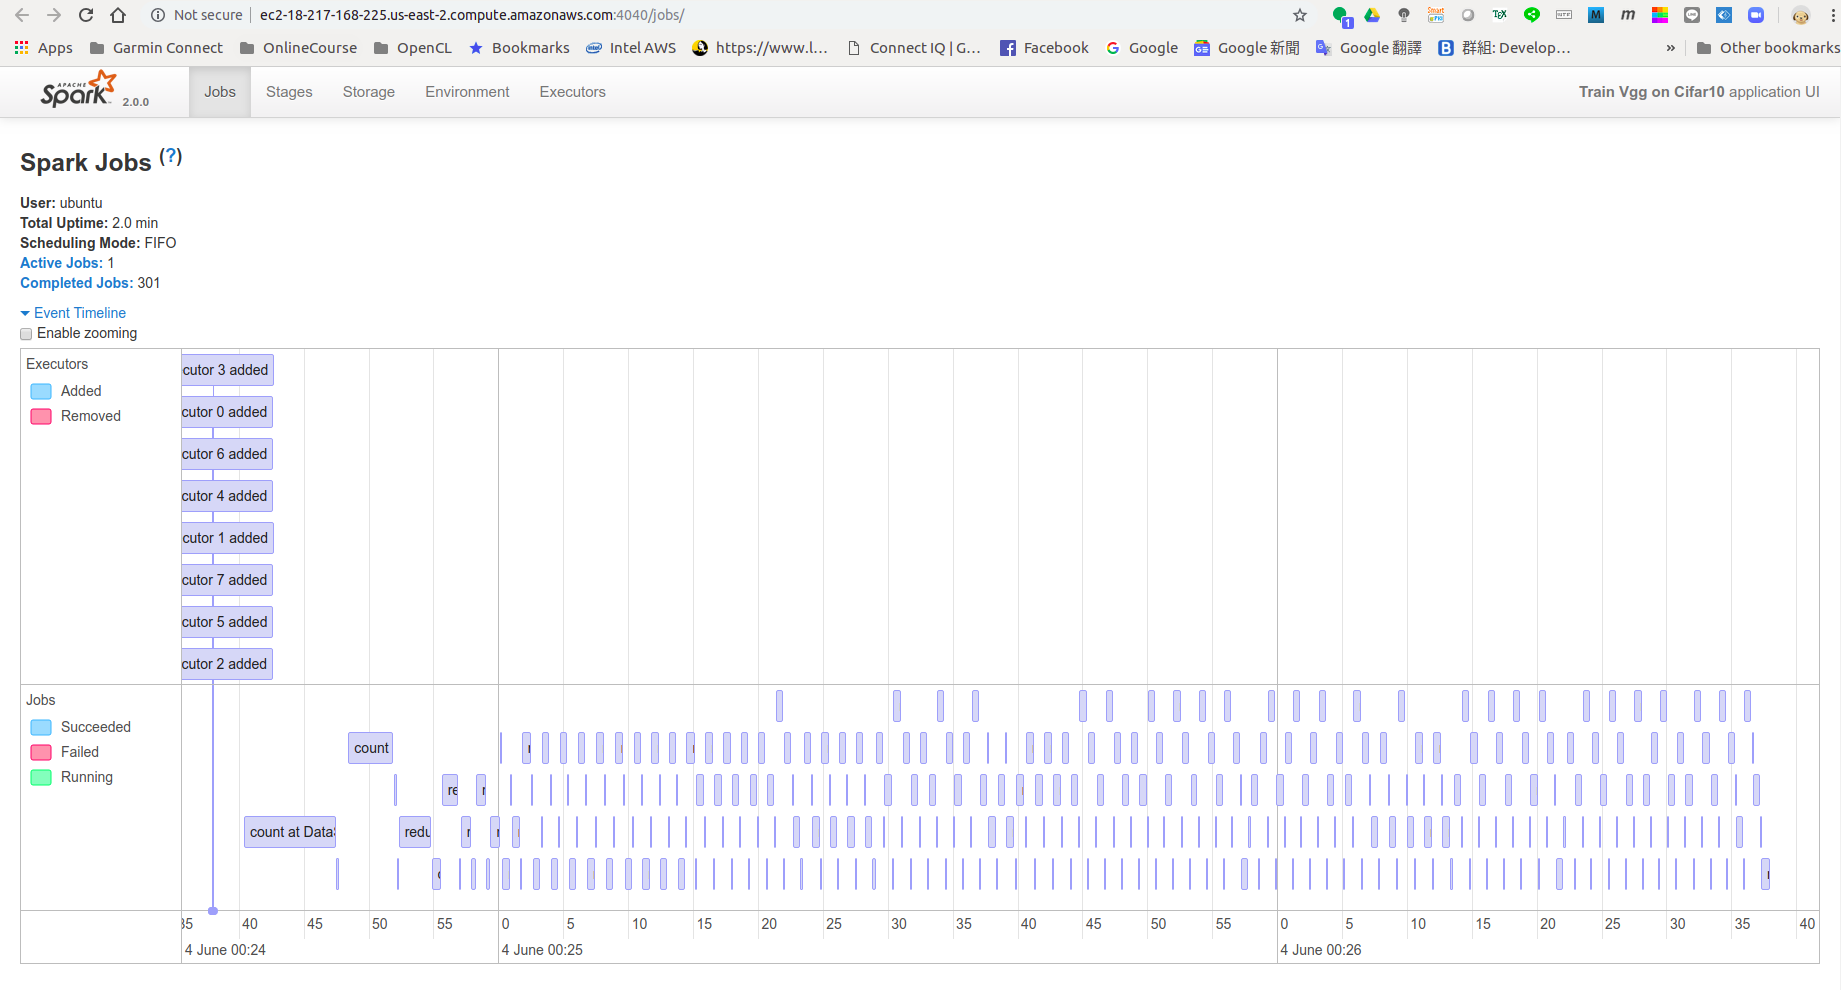 Not secure | ec2-18-217-168-225.us-east-2.compute.amazonaws.com:4040/jobs/
1
Apps Garmin Connect OnlineCourse OpenCL Bookmarks Intel AWS https://www.l... Connect IQ | G... Facebook Google Google 新聞 Google 翻譯 群組: Develop... » Other bookmarks
APACHE Spark 2.0.0 Jobs Stages Storage Environment Executors Train Vgg on Cifar10 application UI
Spark Jobs (?)
User: ubuntu
Total Uptime: 2.0 min
Scheduling Mode: FIFO
Active Jobs: 1
Completed Jobs: 301
Event Timeline
Enable zooming
Executors
Added
Removed
cutor 3 added
cutor 0 added
cutor 6 added
cutor 4 added
cutor 1 added
cutor 7 added
cutor 5 added
cutor 2 added
Jobs
Succeeded
Failed
Running
count
re
count at Data
redu
35 40 45 50 55 0 5 10 15 20 25 30 35 40 45 50 55 0 5 10 15 20 25 30 35 40
4 June 00:24 4 June 00:25 4 June 00:26